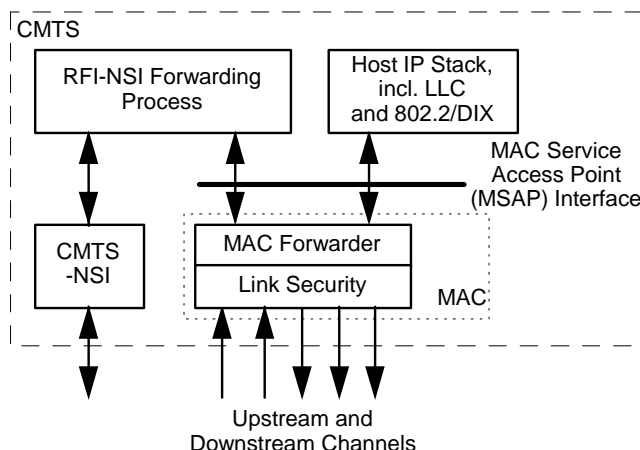 CMTS
RFI-NSI Forwarding
Process
Host IP Stack,
incl. LLC
and 802.2/DIX
MAC Service
Access Point
(MSAP) Interface
CMTS
-NSI
MAC Forwarder
Link Security
MAC
Upstream and
Downstream Channels